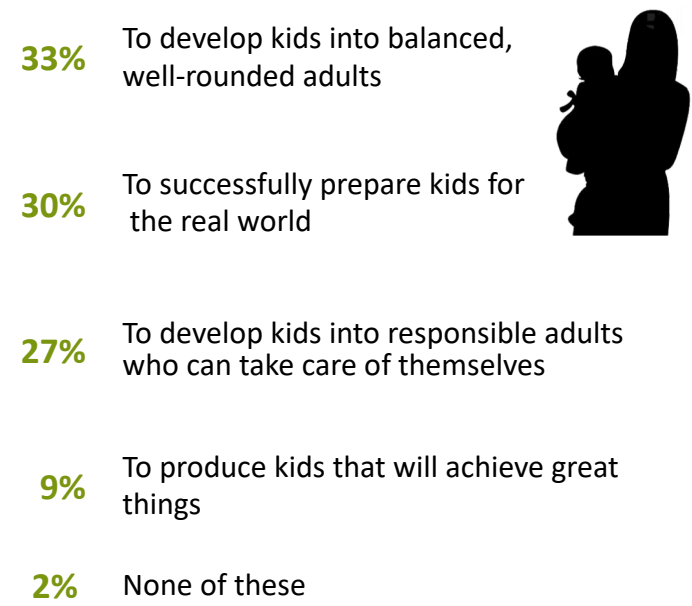 33%
To develop kids into balanced,
well-rounded adults
30%
To successfully prepare kids for
the real world
27%
To develop kids into responsible adults
who can take care of themselves
9%
To produce kids that will achieve great
things
2%
None of these